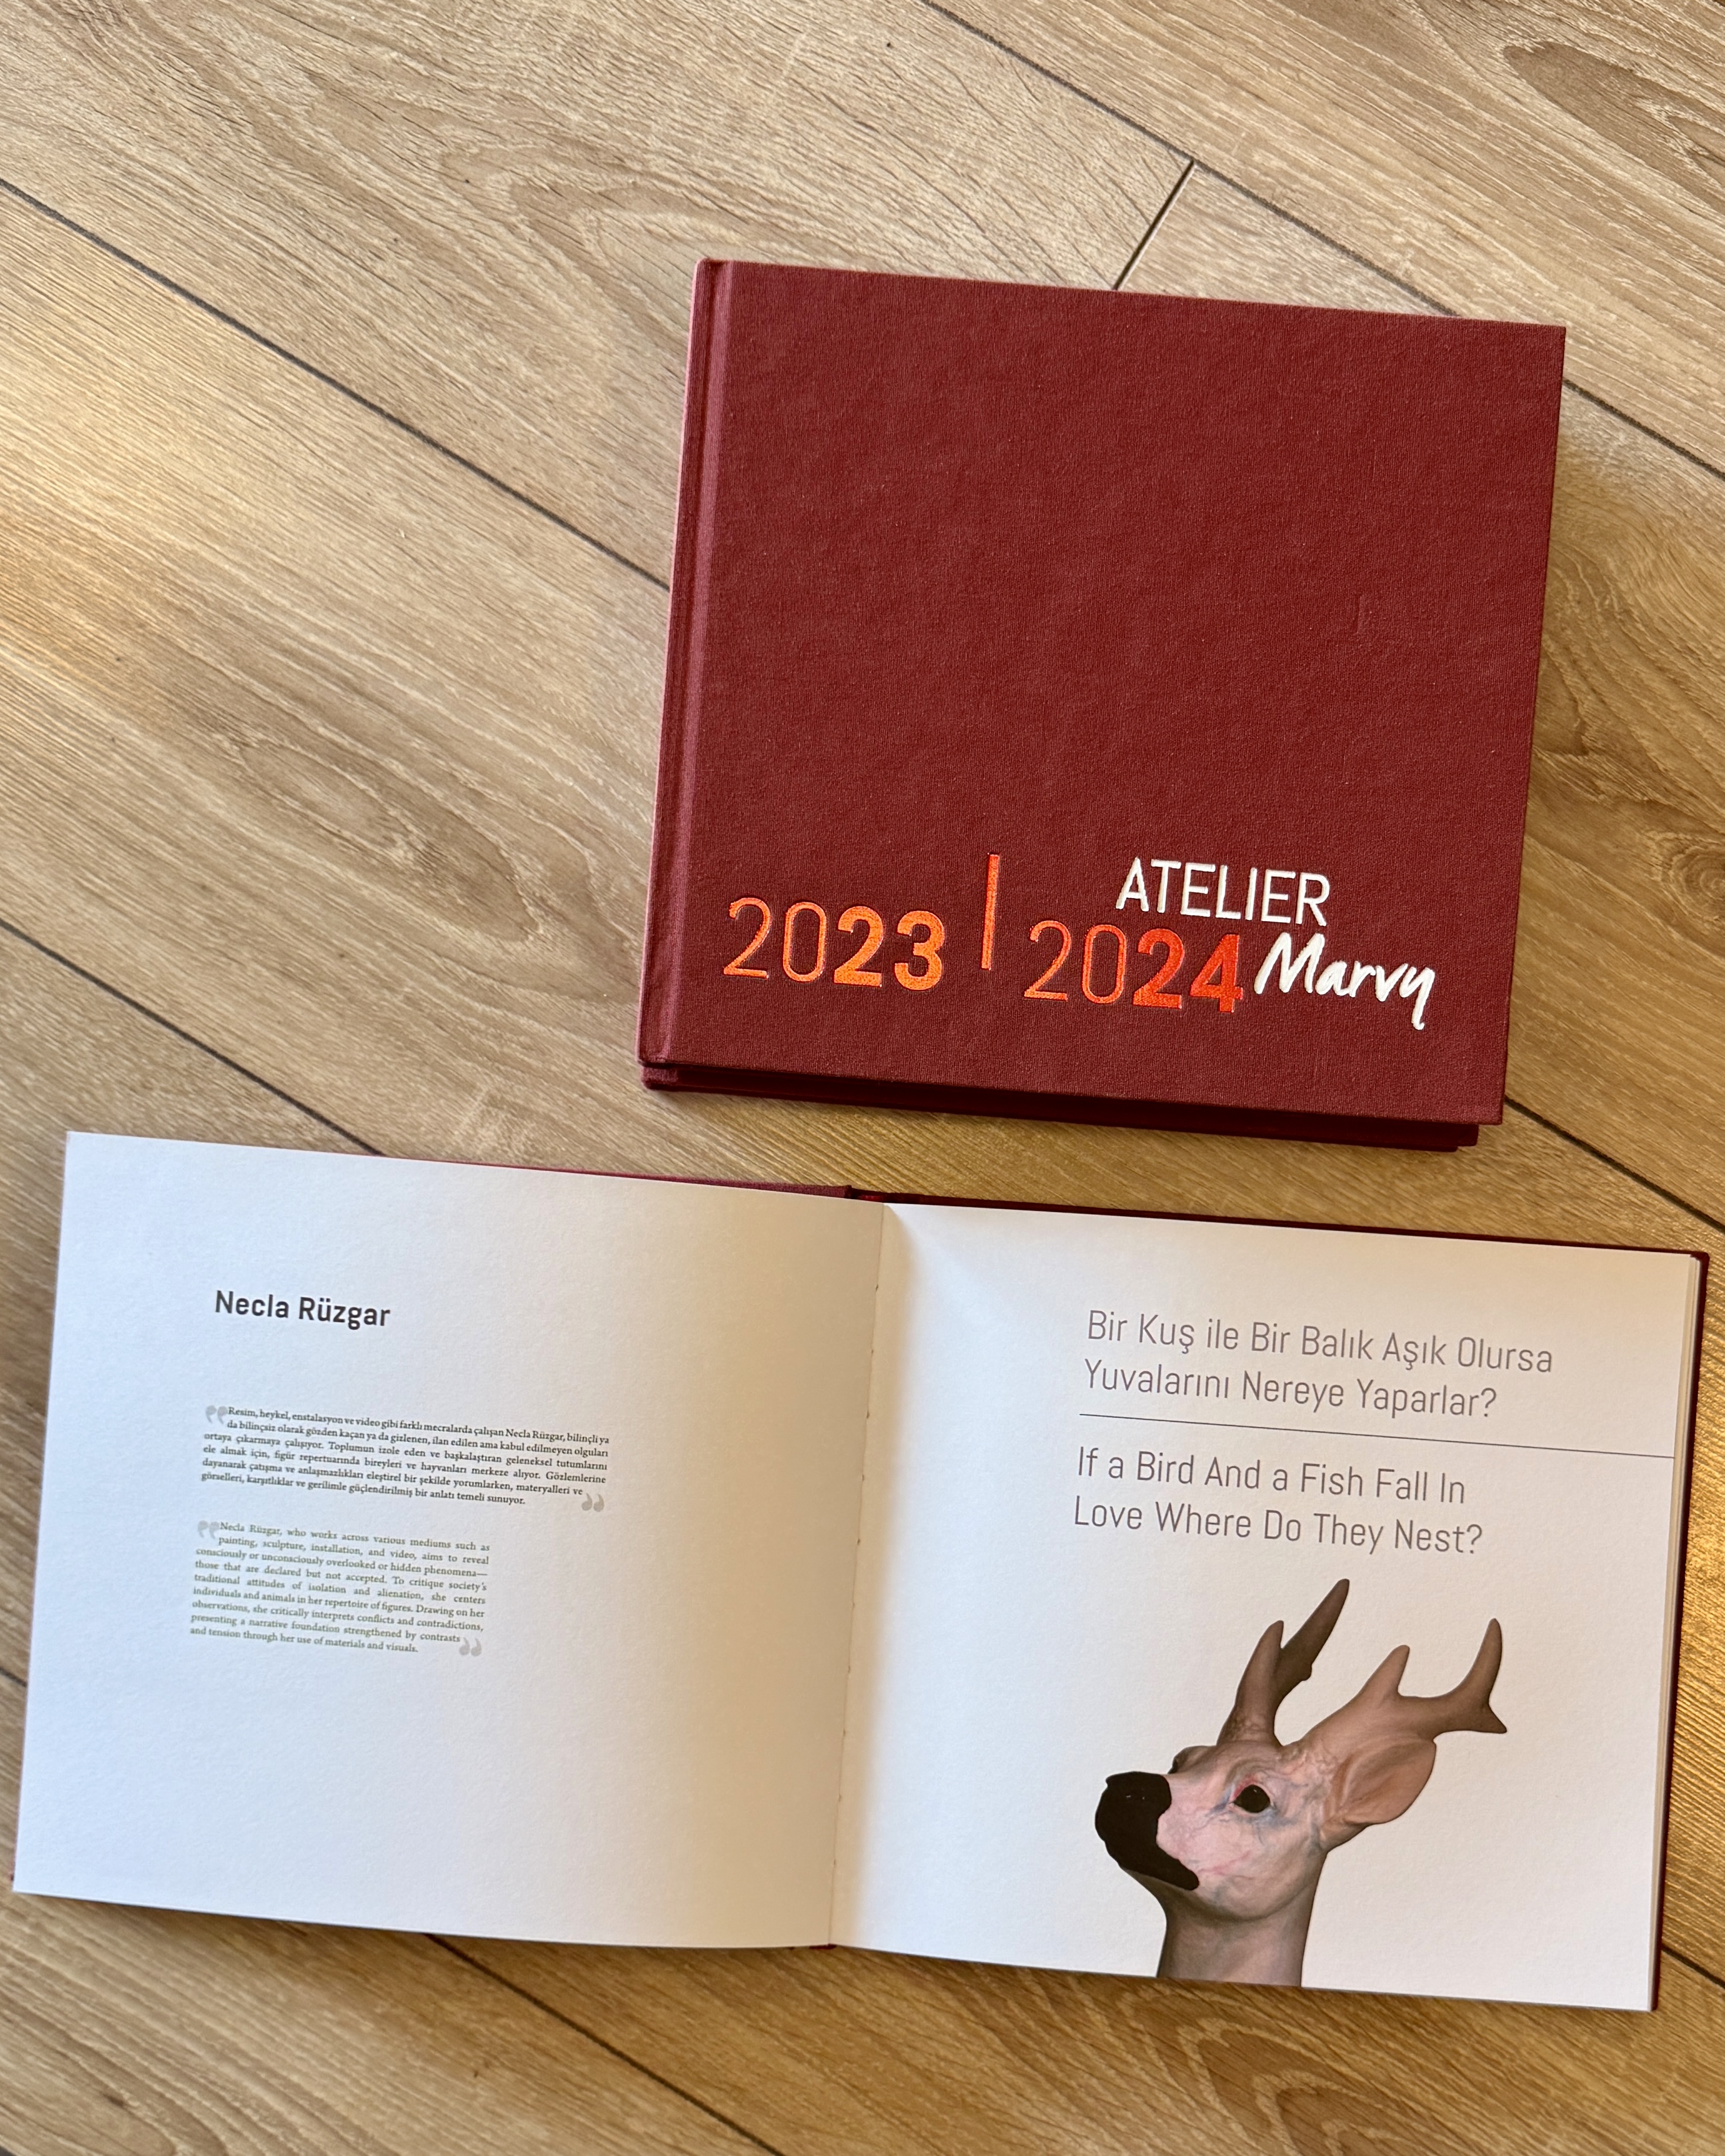 ATELIER
2023 | 2024 Marvy
Necla Rüzgar
Resim, heykel, enstalasyon ve video gibi farklı mecralarda çalışan Necla Rüzgar, bilinçli ya
da bilinçsiz olarak gözden kaçan ya da gizlenen, ilan edilen ama kabul edilmeyen olguları
ortaya çıkarmaya çalışıyor. Toplumun izole eden ve başkalaştıran geleneksel tutumlarını
ele almak için, figür repertuarında bireyleri ve hayvanları merkeze alıyor. Gözlemlerine
dayanarak çatışma ve anlaşmazlıkları eleştirel bir şekilde yorumlarken, materyalleri ve
görselleri, karşıtlıklar ve gerilimle güçlendirilmiş bir anlatı temeli sunuyor.
Necla Rüzgar, who works across various mediums such as
painting, sculpture, installation, and video, aims to reveal
consciously or unconsciously overlooked or hidden phenomena—
those that are declared but not accepted. To critique society's
traditional attitudes of isolation and alienation, she centers
individuals and animals in her repertoire of figures. Drawing on her
observations, she critically interprets conflicts and contradictions,
presenting a narrative foundation strengthened by contrasts
and tension through her use of materials and visuals.
Bir Kuş ile Bir Balık Aşık Olursa
Yuvalarını Nereye Yaparlar?
If a Bird And a Fish Fall In
Love Where Do They Nest?